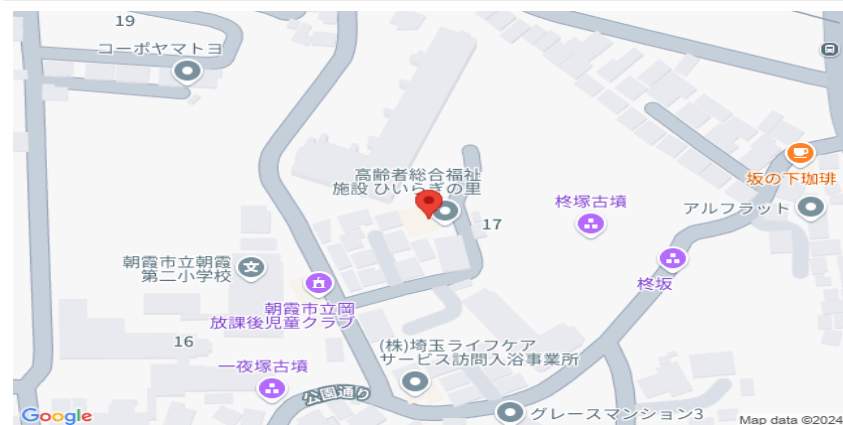 19
コーポヤマトヨ
高齢者総合福祉
施設 ひいらぎの里
坂の下珈琲
柊塚古墳
アルフラット
17
朝霞市立朝霞
第二小学校
柊坂
朝霞市立岡
放課後児童クラブ
16
(株)埼玉ライフケア
サービス訪問入浴事業所
一夜塚古墳
公園通り
グレースマンション3
Google
Map data ©2024